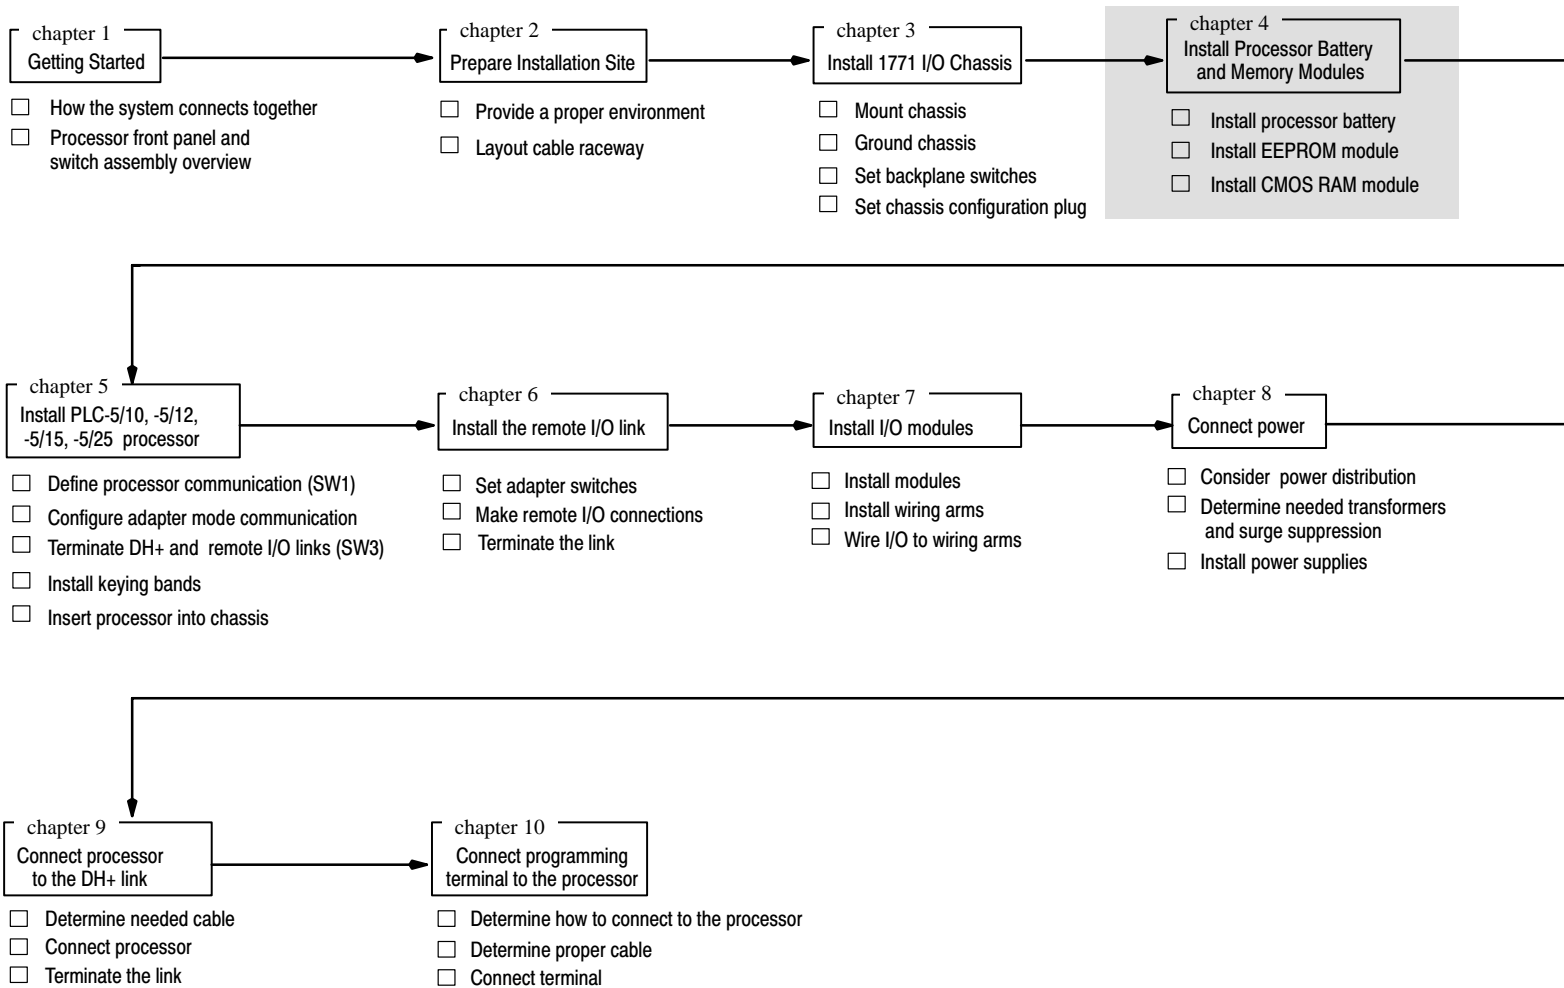 chapter 1
Getting Started
How the system connects together
Processor front panel and
switch assembly overview
chapter 2
Prepare Installation Site
Provide a proper environment
Layout cable raceway
chapter 3
Install 1771 I/O Chassis
Mount chassis
Ground chassis
Set backplane switches
Set chassis configuration plug
chapter 4
Install Processor Battery
and Memory Modules
Install processor battery
Install EEPROM module
Install CMOS RAM module
chapter 5
Install PLC-5/10, -5/12,
-5/15, -5/25 processor
Define processor communication (SW1)
Configure adapter mode communication
Terminate DH+ and remote I/O links (SW3)
Install keying bands
Insert processor into chassis
chapter 6
Install the remote I/O link
Set adapter switches
Make remote I/O connections
Terminate the link
chapter 7
Install I/O modules
Install modules
Install wiring arms
Wire I/O to wiring arms
chapter 8
Connect power
Consider power distribution
Determine needed transformers
and surge suppression
Install power supplies
chapter 9
Connect processor
to the DH+ link
Determine needed cable
Connect processor
Terminate the link
chapter 10
Connect programming
terminal to the processor
Determine how to connect to the processor
Determine proper cable
Connect terminal